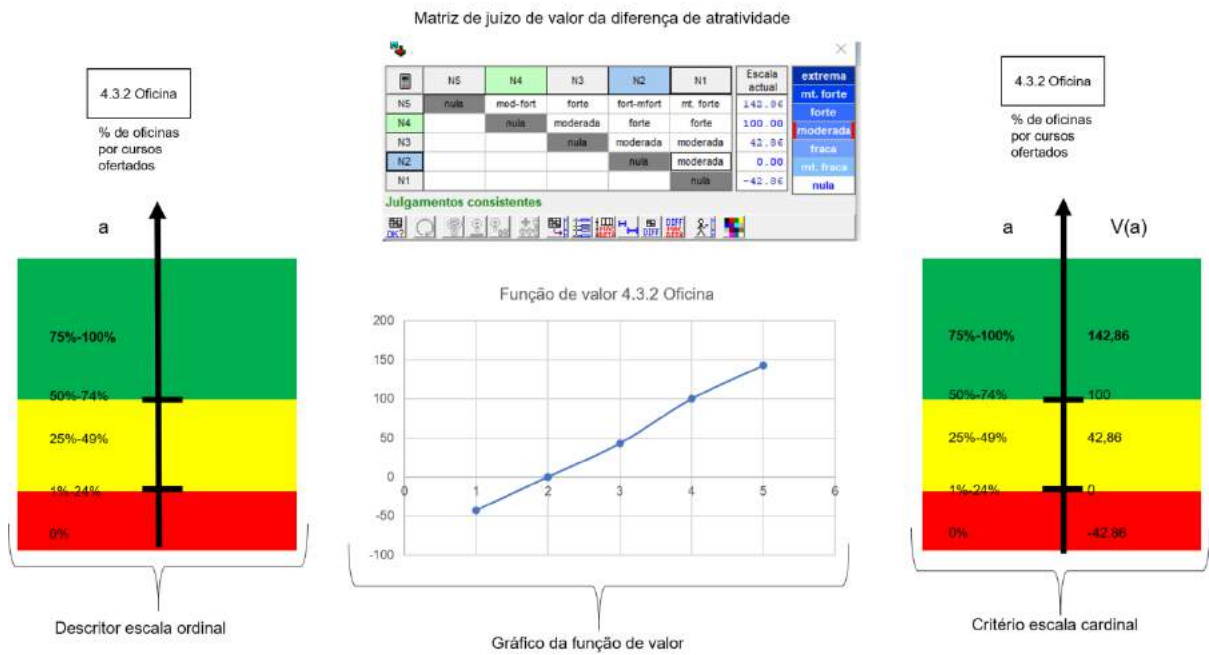 Matriz de juízo de valor da diferença de atratividade
4.3.2 Oficina
% de oficinas
por cursos
ofertados
a
75%-100%
50%-74%
25%-49%
1%-24%
0%
Descritor escala ordinal
N5 N4 N3 N2 N1 Escala actual
N5 nula mod-fort forte fort-mfort mt. forte 142.86
N4 nula moderada forte forte 100.00
N3 nula moderada moderada 42.86
N2 nula moderada 0.00
N1 nula -42.86
extrema
mt. forte
forte
moderada
fraca
mt. fraca
nula
Julgamentos consistentes
OK?
DIFF
DIFF
Função de valor 4.3.2 Oficina
200
150
100
50
0
-50
-100
0 1 2 3 4 5 6
Gráfico da função de valor
4.3.2 Oficina
% de oficinas
por cursos
ofertados
a V(a)
75%-100% 142,86
50%-74% 100
25%-49% 42,86
1%-24% 0
0% -42.86
Critério escala cardinal